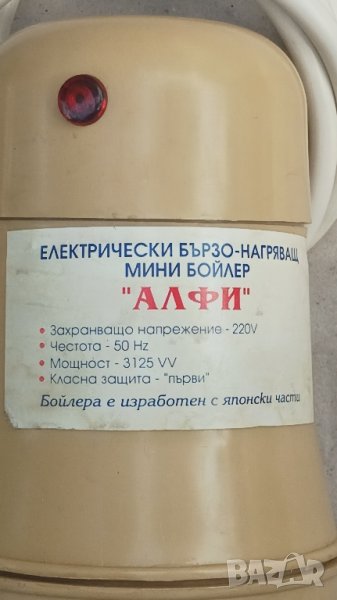 ЕЛЕКТРИЧЕСКИ БЪРЗО-НАГРЯВАЩ
МИНИ БОЙЛЕР
"АЛФИ"
• Захранващо напрежение - 220V
• Честота - 50 Hz
• Мощност - 3125 VV
• Класна защита - "първи"
Бойлера е изработен с японски части
BAZAR